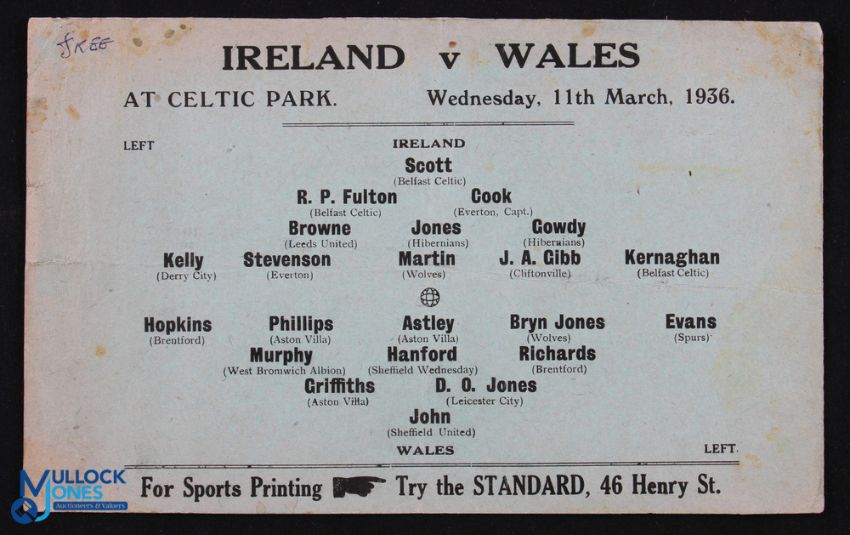 FREE
IRELAND v WALES
AT CELTIC PARK. Wednesday, 11th March, 1936.
LEFT IRELAND
Scott
(Belfast Celtic)
R. P. Fulton Cook
(Belfast Celtic) (Everton, Capt.)
Browne Jones Gowdy
(Leeds United) (Hibernians) (Hibernians)
Kelly Stevenson Martin J. A. Gibb Kernaghan
(Derry City) (Everton) (Wolves) (Cliftonville) (Belfast Celtic)
Hopkins Phillips Astley Bryn Jones Evans
(Brentford) (Aston Villa) (Aston Villa) (Wolves) (Spurs)
Murphy Hanford Richards
(West Bromwich Albion) (Sheffield Wednesday) (Brentford)
Griffiths D. O. Jones
(Aston Villa) (Leicester City)
John
(Sheffield United)
WALES LEFT.
For Sports Printing Try the STANDARD, 46 Henry St.
MULLOCK
JONES
Auctioneers & Valuers